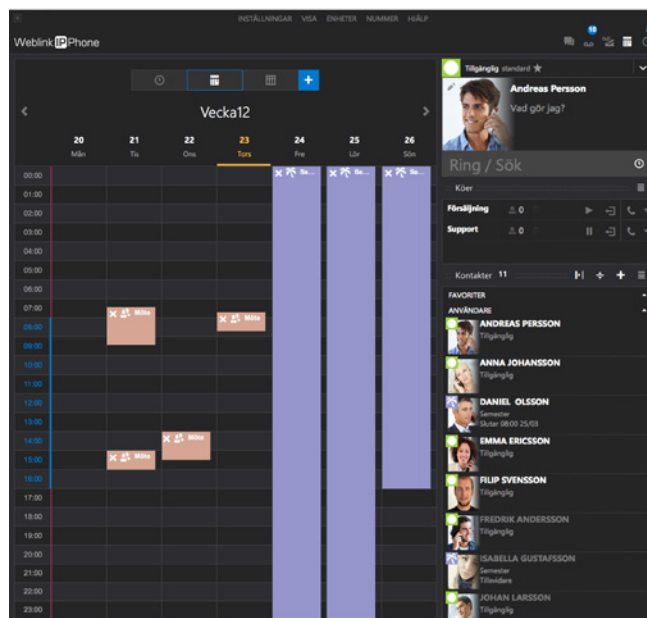 INSTÄLLNINGAR VISA ENHETER NUMMER HJÄLP
Weblink IP Phone
10
Vecka12
20 21 22 23 24 25 26
Mån Tis Ons Tors Fre Lör Sön
Se... Se... Se...
00:00
01:00
02:00
03:00
04:00
05:00
06:00
07:00
Möte
Möte
08:00
09:00
10:00
11:00
12:00
13:00
14:00
Möte
15:00
Möte
16:00
17:00
18:00
19:00
20:00
21:00
22:00
23:00
Tillgänglig standard
Andreas Persson
Vad gör jag?
Ring / Sök
Köer
Försäljning 0
Support 0
Kontakter 11
FAVORITER
ANVÄNDARE
ANDREAS PERSSON
Tillgänglig
ANNA JOHANSSON
Tillgänglig
DANIEL OLSSON
Semester
Slutar 08:00 25/03
EMMA ERICSSON
Tillgänglig
FILIP SVENSSON
Tillgänglig
FREDRIK ANDERSSON
Tillgänglig
ISABELLA GUSTAFSSON
Semester
Tillsvidare
JOHAN LARSSON
Tillgänglig